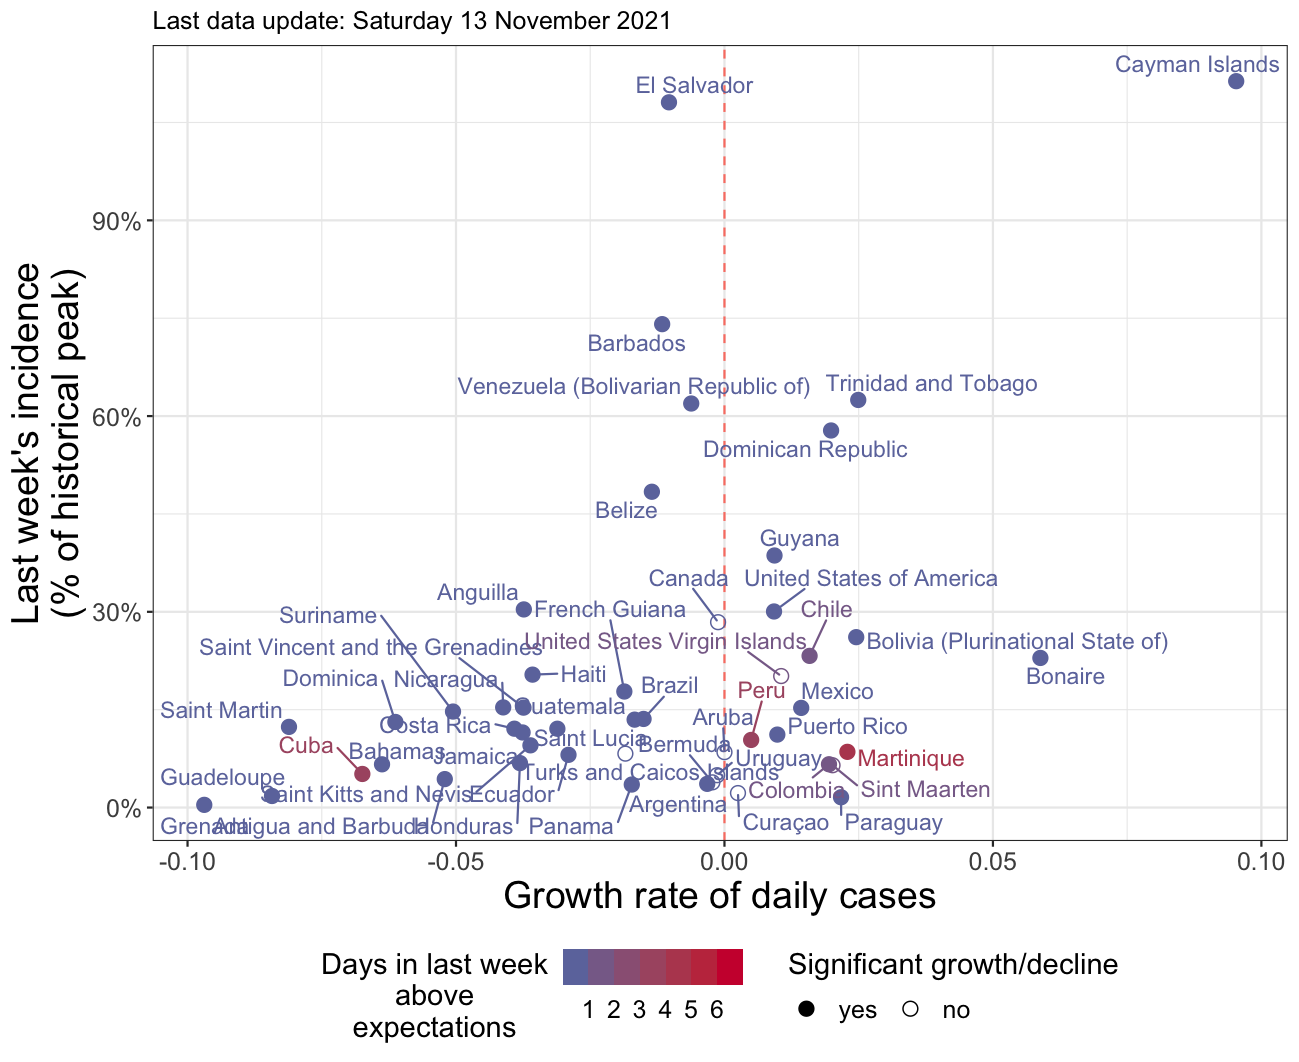 Last data update: Saturday 13 November 2021
Last week's incidence
(% of historical peak)
90%
60%
30%
0%
Cayman Islands
El Salvador
Barbados
Venezuela (Bolivarian Republic of)
Trinidad and Tobago
Dominican Republic
Belize
Guyana
Canada
United States of America
Anguilla
French Guiana
Chile
Suriname
Saint Vincent and the Grenadines
United States Virgin Islands
Bolivia (Plurinational State of)
Dominica
Nicaragua
Haiti
Brazil
Peru
Mexico
Bonaire
Saint Martin
Guatemala
Costa Rica
Aruba
Puerto Rico
Cuba
Bahamas
Jamaica
Saint Lucia
Bermuda
Uruguay
Martinique
Guadeloupe
Turks and Caicos Islands
Saint Kitts and Nevis
Ecuador
Argentina
Colombia
Sint Maarten
Grenada
Antigua and Barbuda
Honduras
Panama
Curaçao
Paraguay
-0.10
-0.05
0.00
0.05
0.10
Growth rate of daily cases
Days in last week
above
expectations
1 2 3 4 5 6
Significant growth/decline
yes
no